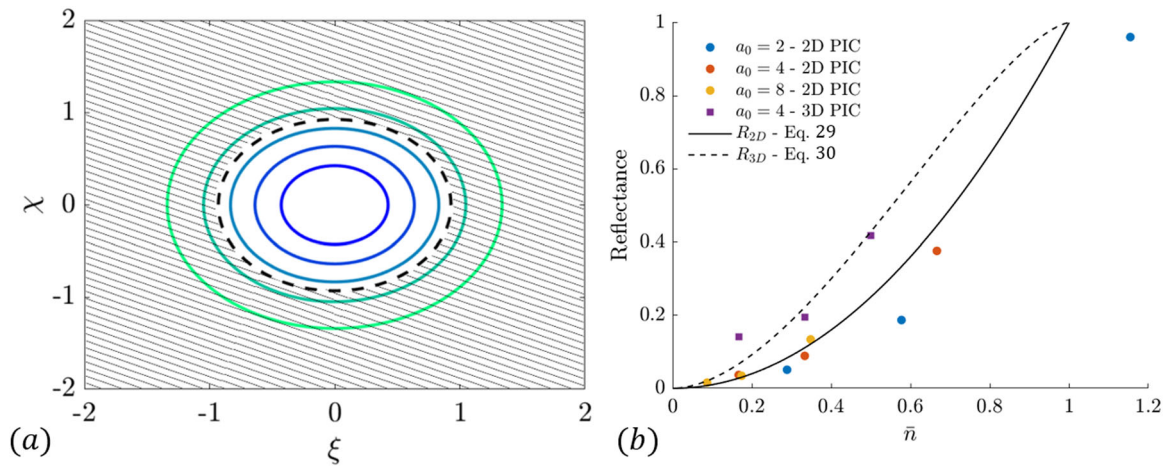 2
1
0
-1
-2
χ
-2
-1
0
1
2
ξ
(a)
1
0.8
0.6
0.4
0.2
0
Reflectance
a₀ = 2 - 2D PIC
a₀ = 4 - 2D PIC
a₀ = 8 - 2D PIC
a₀ = 4 - 3D PIC
R₂D - Eq. 29
R₃D - Eq. 30
0
0.2
0.4
0.6
0.8
1
1.2
n̄
(b)